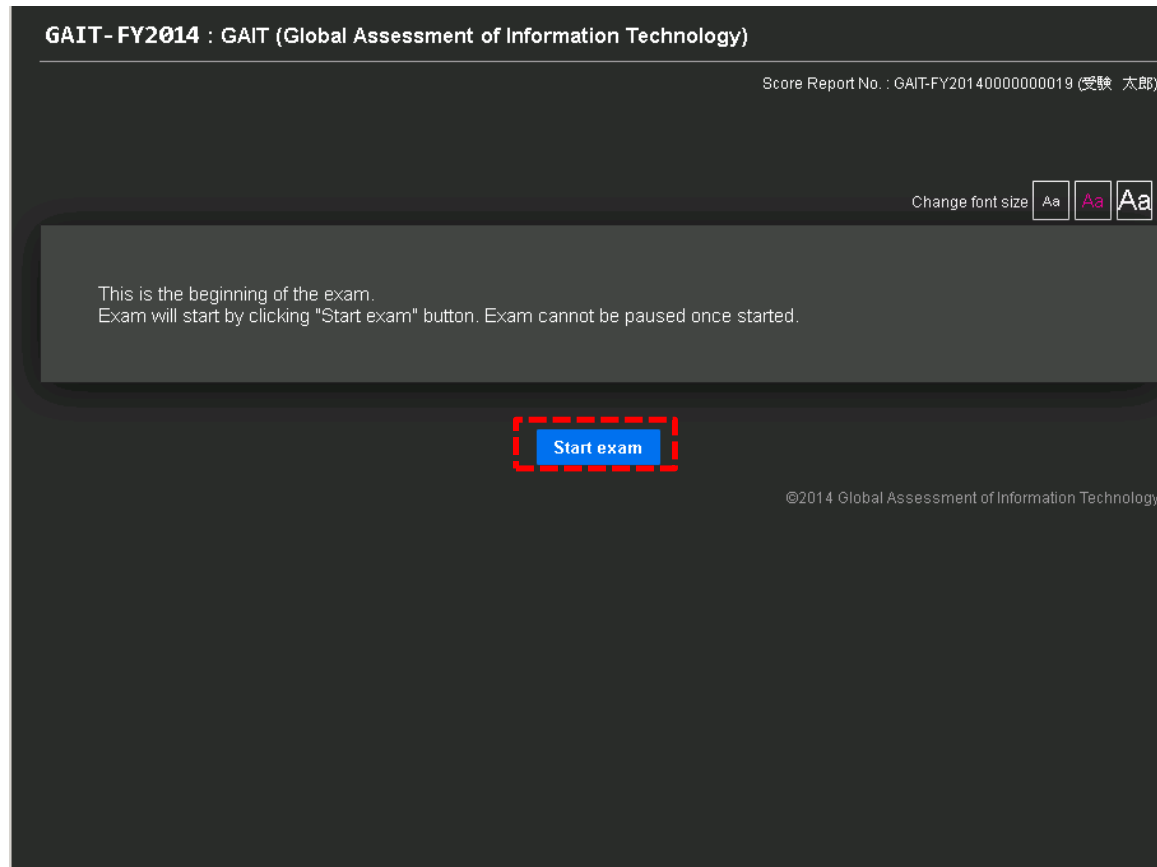 GAIT-FY2014 : GAIT (Global Assessment of Information Technology)
Score Report No. : GAIT-FY20140000000019 (受験 太郎)
Change font size Aa Aa Aa
This is the beginning of the exam.
Exam will start by clicking "Start exam" button. Exam cannot be paused once started.
Start exam
©2014 Global Assessment of Information Technology